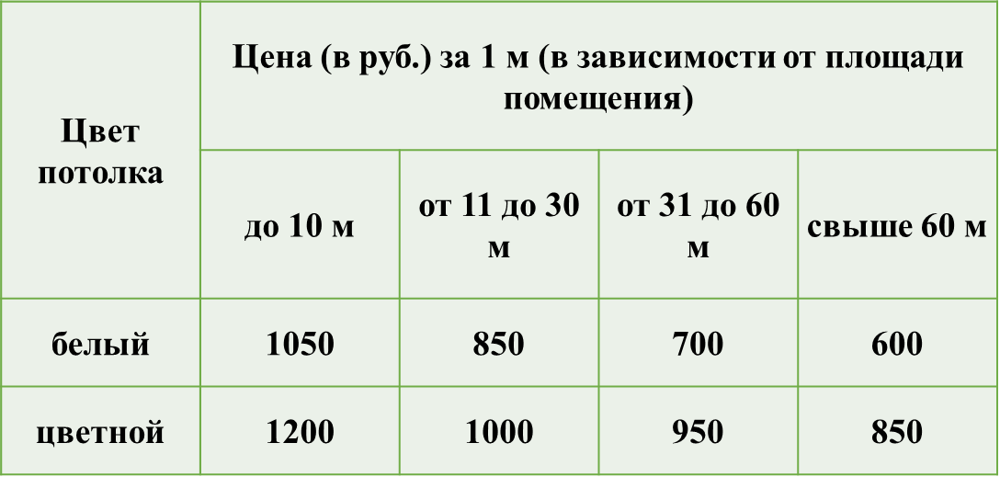 Цвет
потолка
Цена (в руб.) за 1 м (в зависимости от площади
помещения)
до 10 м
от 11 до 30
м
от 31 до 60
м
свыше 60 м
белый
1050
850
700
600
цветной
1200
1000
950
850